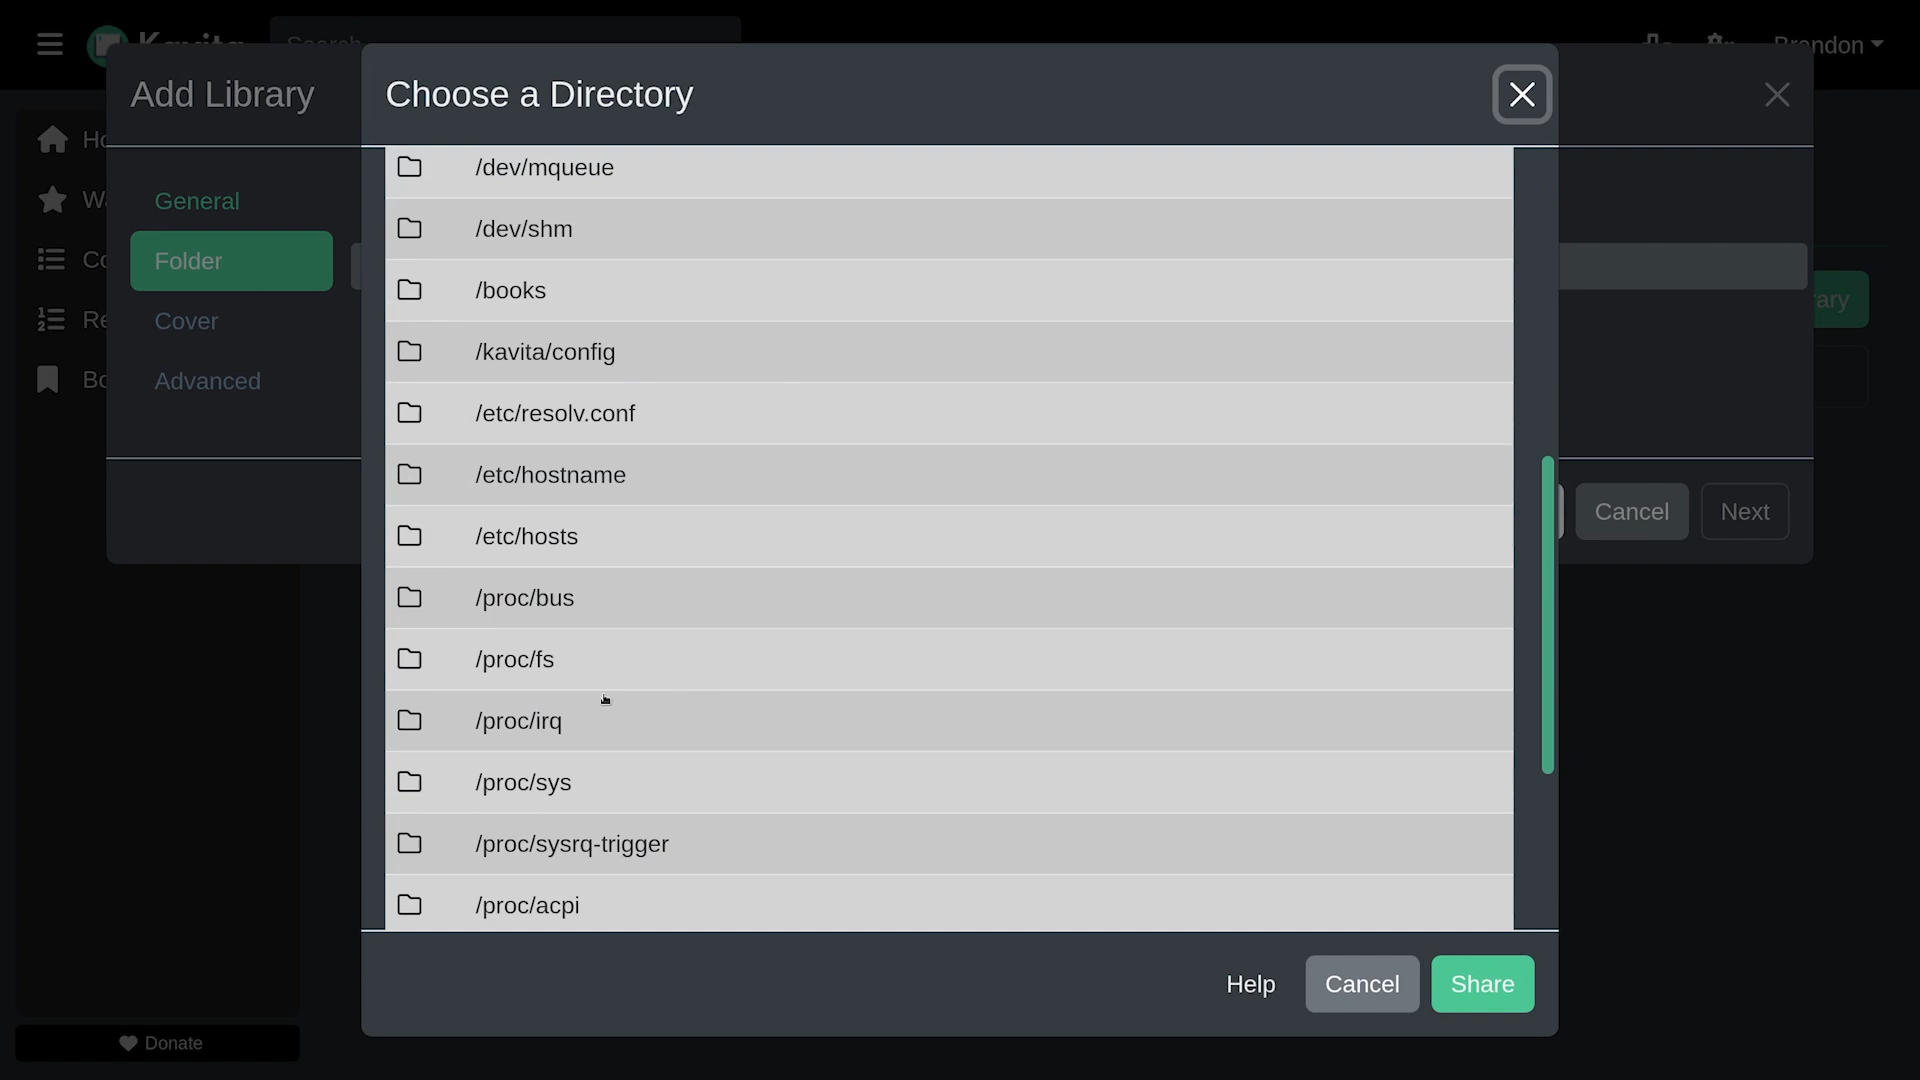 Search
Brandon
Add Library
Choose a Directory
General
Folder
Cover
Advanced
/dev/mqueue
/dev/shm
/books
/kavita/config
/etc/resolv.conf
/etc/hostname
/etc/hosts
/proc/bus
/proc/fs
/proc/irq
/proc/sys
/proc/sysrq-trigger
/proc/acpi
Cancel
Next
Help
Cancel
Share
Donate